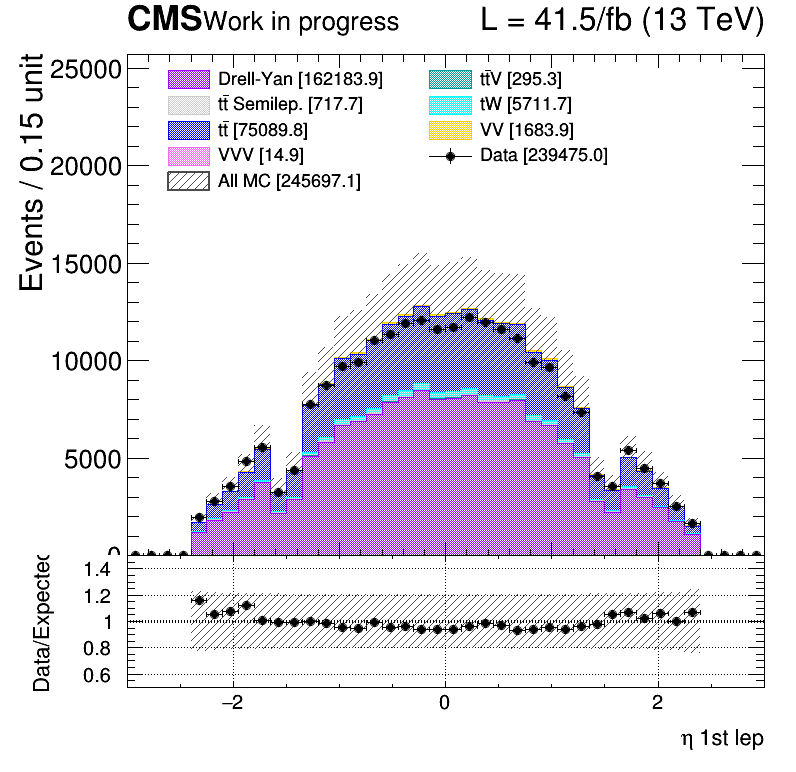 CMS Work in progress L = 41.5/fb (13 TeV)
Events / 0.15 unit
25000
20000
15000
10000
5000
0
Drell-Yan [162183.9]
tt̄ Semilep. [717.7]
tt̄ [75089.8]
VVV [14.9]
All MC [245697.1]
tt̄V [295.3]
tW [5711.7]
VV [1683.9]
Data [239475.0]
Data/Expected
1.4
1.2
1
0.8
0.6
−2 0 2
η 1st lep